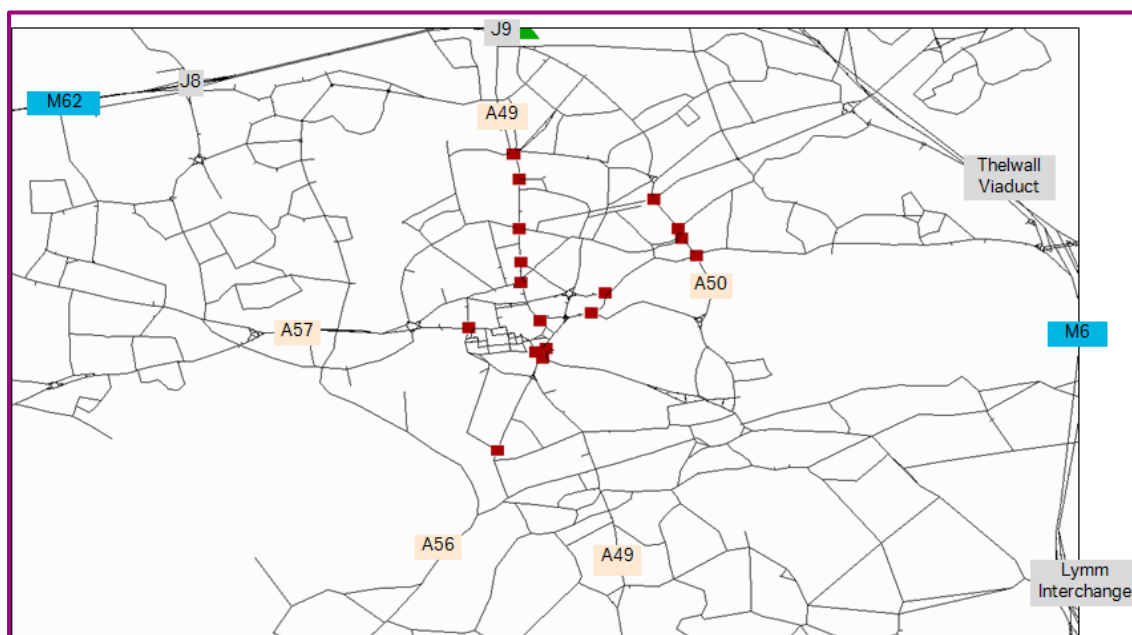 J9
J8
M62
A49
Thelwall
Viaduct
A50
A57
M6
A56
A49
Lymm
Interchange